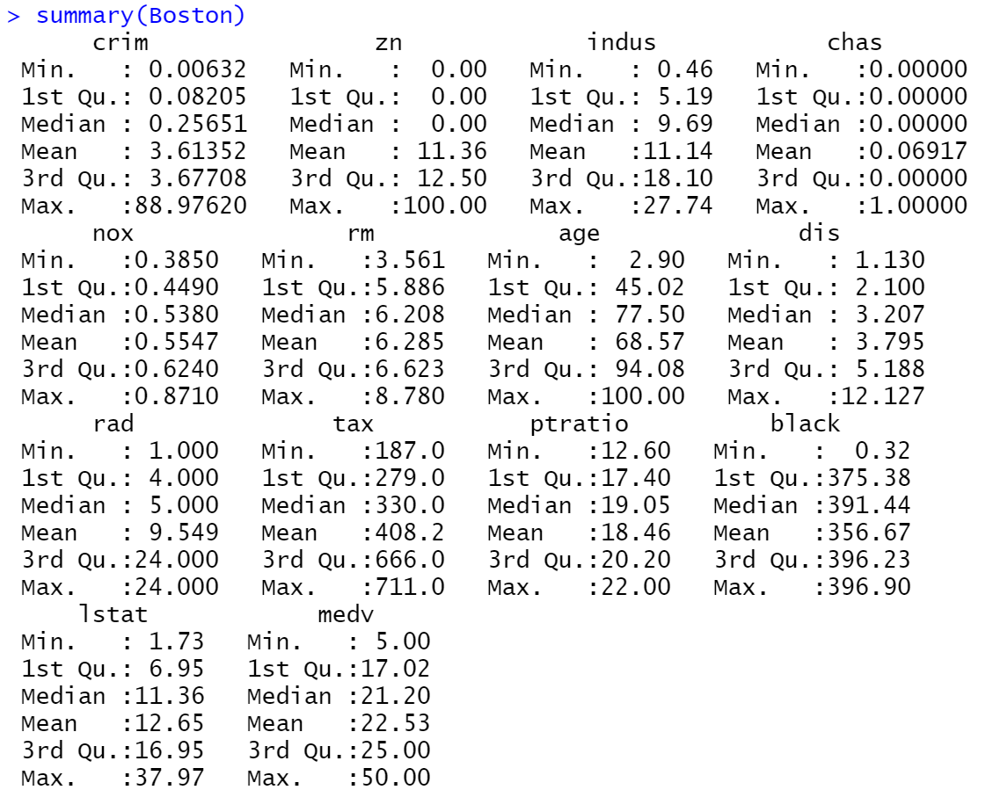 > summary(Boston)
crim zn indus chas
Min. : 0.00632 Min. : 0.00 Min. : 0.46 Min. :0.00000
1st Qu.: 0.08205 1st Qu.: 0.00 1st Qu.: 5.19 1st Qu.:0.00000
Median : 0.25651 Median : 0.00 Median : 9.69 Median :0.00000
Mean : 3.61352 Mean : 11.36 Mean :11.14 Mean :0.06917
3rd Qu.: 3.67708 3rd Qu.: 12.50 3rd Qu.:18.10 3rd Qu.:0.00000
Max. :88.97620 Max. :100.00 Max. :27.74 Max. :1.00000
nox rm age dis
Min. :0.3850 Min. :3.561 Min. : 2.90 Min. : 1.130
1st Qu.:0.4490 1st Qu.:5.886 1st Qu.: 45.02 1st Qu.: 2.100
Median :0.5380 Median :6.208 Median : 77.50 Median : 3.207
Mean :0.5547 Mean :6.285 Mean : 68.57 Mean : 3.795
3rd Qu.:0.6240 3rd Qu.:6.623 3rd Qu.: 94.08 3rd Qu.: 5.188
Max. :0.8710 Max. :8.780 Max. :100.00 Max. :12.127
rad tax ptratio black
Min. : 1.000 Min. :187.0 Min. :12.60 Min. : 0.32
1st Qu.: 4.000 1st Qu.:279.0 1st Qu.:17.40 1st Qu.:375.38
Median : 5.000 Median :330.0 Median :19.05 Median :391.44
Mean : 9.549 Mean :408.2 Mean :18.46 Mean :356.67
3rd Qu.:24.000 3rd Qu.:666.0 3rd Qu.:20.20 3rd Qu.:396.23
Max. :24.000 Max. :711.0 Max. :22.00 Max. :396.90
lstat medv
Min. : 1.73 Min. : 5.00
1st Qu.: 6.95 1st Qu.:17.02
Median :11.36 Median :21.20
Mean :12.65 Mean :22.53
3rd Qu.:16.95 3rd Qu.:25.00
Max. :37.97 Max. :50.00